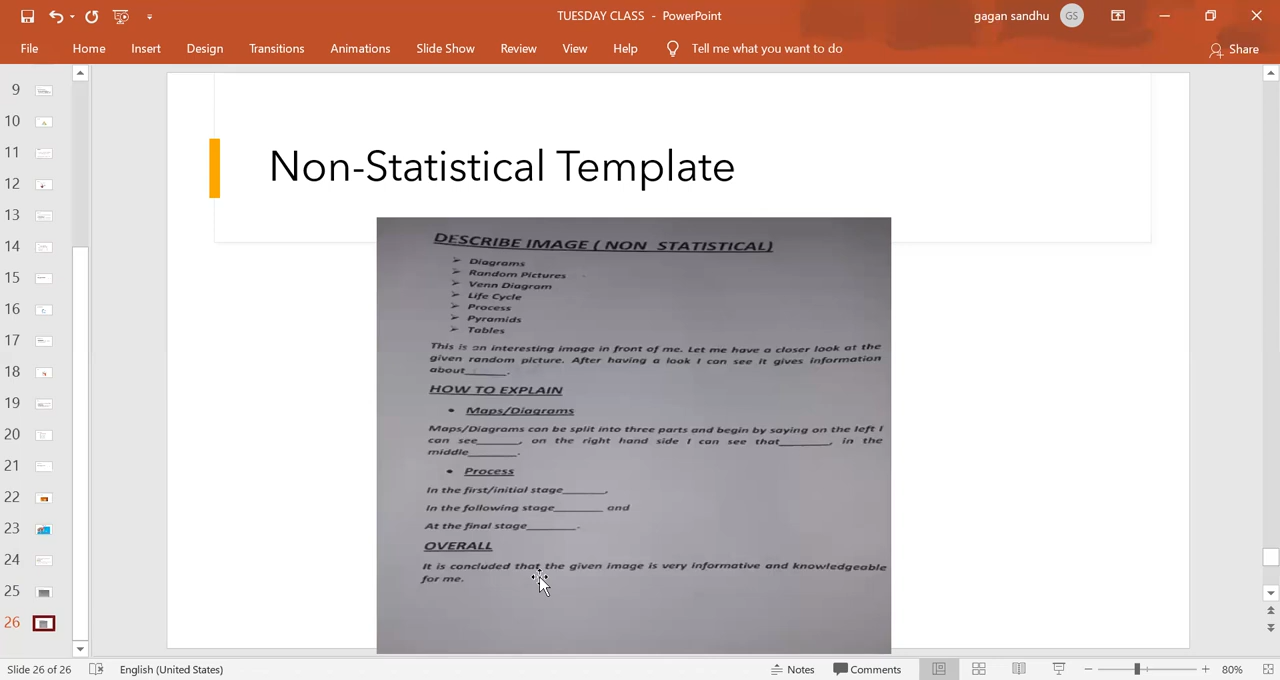 TUESDAY CLASS - PowerPoint
gagan sandhu
GS
File Home Insert Design Transitions Animations Slide Show Review View Help Tell me what you want to do Share
9
10
11
12
13
14
15
16
17
18
19
20
21
22
23
24
25
26
Non-Statistical Template
DESCRIBE IMAGE ( NON STATISTICAL)
➢ Diagrams
➢ Random Pictures
➢ Venn Diagram
➢ Life Cycle
➢ Process
➢ Pyramids
➢ Tables
This is an interesting image in front of me. Let me have a closer look at the
given random picture. After having a look I can see it gives information
about______.
HOW TO EXPLAIN
• Maps/Diagrams
Maps/Diagrams can be split into three parts and begin by saying on the left I
can see______, on the right hand side I can see that_______, in the
middle_______.
• Process
In the first/initial stage______,
In the following stage_______ and
At the final stage_______.
OVERALL
It is concluded that the given image is very informative and knowledgeable
for me.
Slide 26 of 26 English (United States) Notes Comments 80%